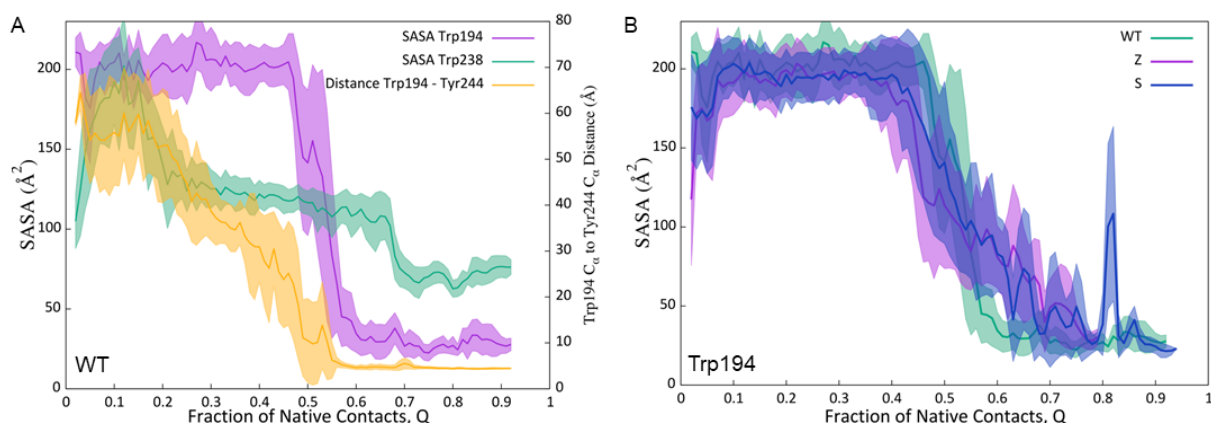 A
SASA Trp194
SASA Trp238
Distance Trp194 - Tyr244
SASA (Å²)
200
150
100
50
0
80
70
60
50
40
30
20
10
0
Trp194 Cα to Tyr244 Cα Distance (Å)
WT
0 0.1 0.2 0.3 0.4 0.5 0.6 0.7 0.8 0.9 1
Fraction of Native Contacts, Q
B
WT
Z
S
SASA (Å²)
200
150
100
50
0
Trp194
0 0.1 0.2 0.3 0.4 0.5 0.6 0.7 0.8 0.9 1
Fraction of Native Contacts, Q